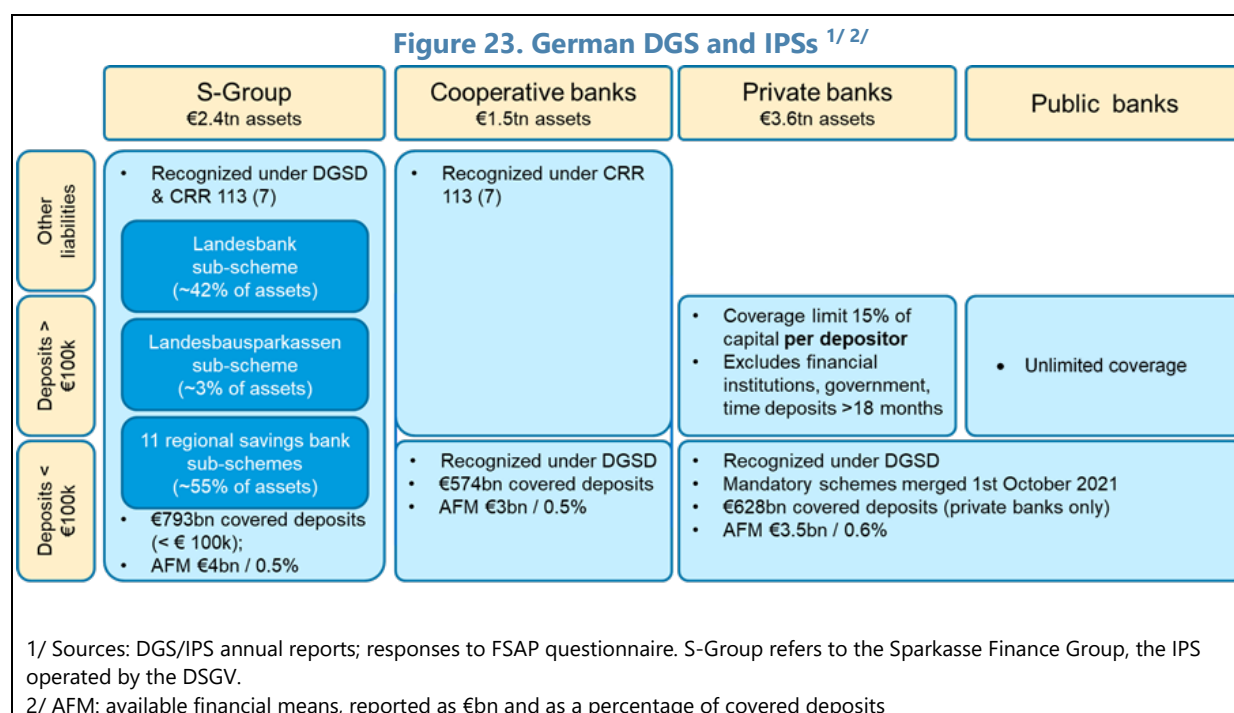 Figure 23. German DGS and IPSs 1/ 2/
S-Group
€2.4tn assets
Cooperative banks
€1.5tn assets
Private banks
€3.6tn assets
Public banks
Other
liabilities
• Recognized under DGSD
& CRR 113 (7)
Landesbank
sub-scheme
(~42% of assets)
• Recognized under CRR
113 (7)
Deposits >
€100k
Landesbausparkassen
sub-scheme
(~3% of assets)
• Coverage limit 15% of
capital per depositor
• Excludes financial
institutions, government,
time deposits >18 months
• Unlimited coverage
Deposits <
€100k
11 regional savings bank
sub-schemes
(~55% of assets)
• €793bn covered deposits
(< € 100k);
• AFM €4bn / 0.5%
• Recognized under DGSD
• €574bn covered deposits
• AFM €3bn / 0.5%
• Recognized under DGSD
• Mandatory schemes merged 1st October 2021
• €628bn covered deposits (private banks only)
• AFM €3.5bn / 0.6%
1/ Sources: DGS/IPS annual reports; responses to FSAP questionnaire. S-Group refers to the Sparkasse Finance Group, the IPS
operated by the DSGV.
2/ AFM: available financial means, reported as €bn and as a percentage of covered deposits